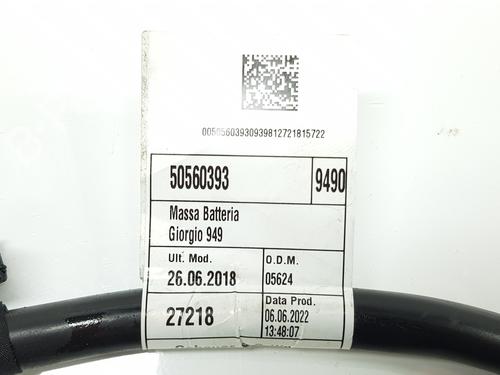 00505603930939812721815722
50560393 9490
Massa Batteria
Giorgio 949
Ult. Mod. O.D.M.
26.06.2018 05624
27218 Data Prod.
06.06.2022
13:48:07